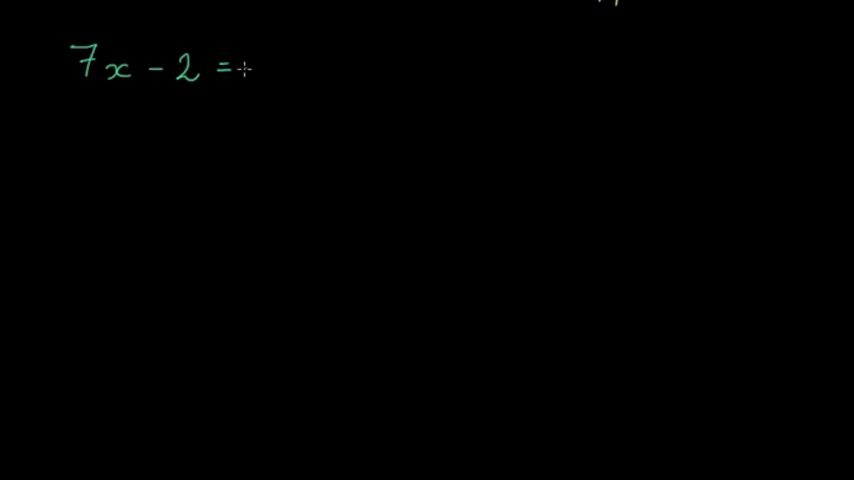 7x - 2 =